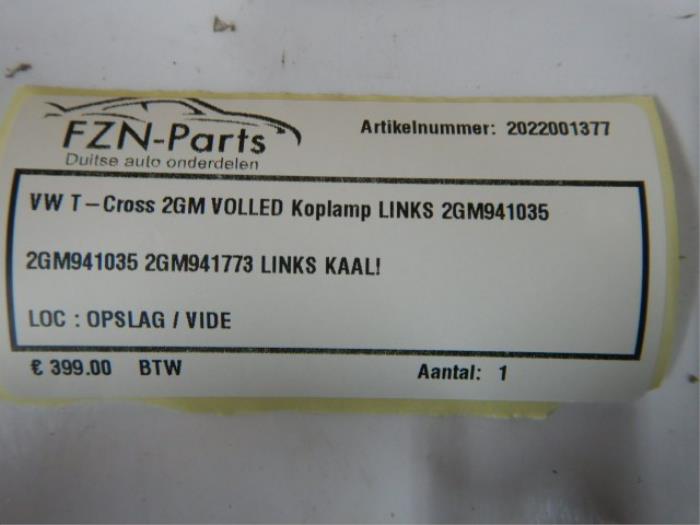 FZN-Parts
Duitse auto onderdelen
Artikelnummer: 2022001377
VW T-Cross 2GM VOLLED Koplamp LINKS 2GM941035
2GM941035 2GM941773 LINKS KAAL!
LOC : OPSLAG / VIDE
€ 399.00 BTW
Aantal: 1